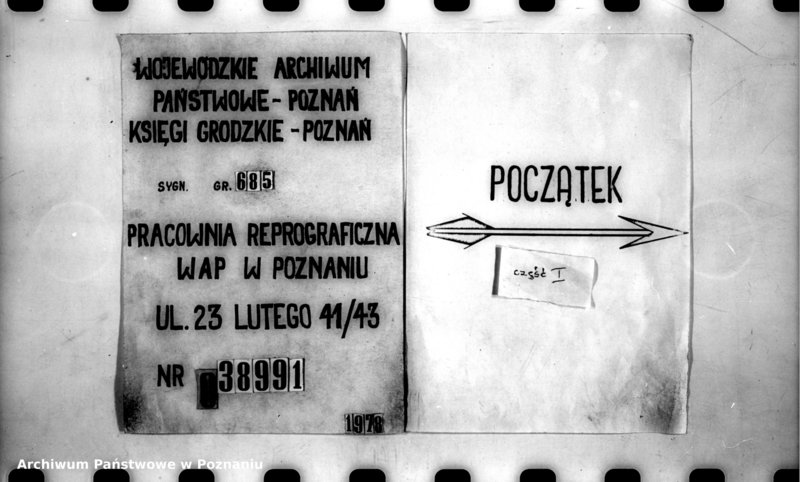 WOJEWÓDZKIE ARCHIWUM
PAŃSTWOWE - POZNAŃ
KSIĘGI GRODZKIE - POZNAŃ
SYGN. GR. 685
PRACOWNIA REPROGRAFICZNA
WAP W POZNANIU
UL. 23 LUTEGO 41/43
NR 38991
1978
POCZĄTEK
część I
Archiwum Państwowe w Poznaniu